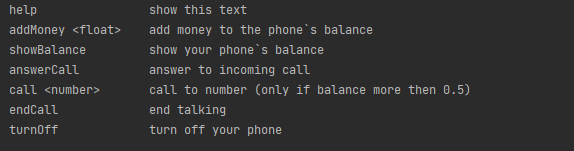 help show this text
addMoney <float> add money to the phone`s balance
showBalance show your phone`s balance
answerCall answer to incoming call
call <number> call to number (only if balance more then 0.5)
endCall end talking
turnOff turn off your phone